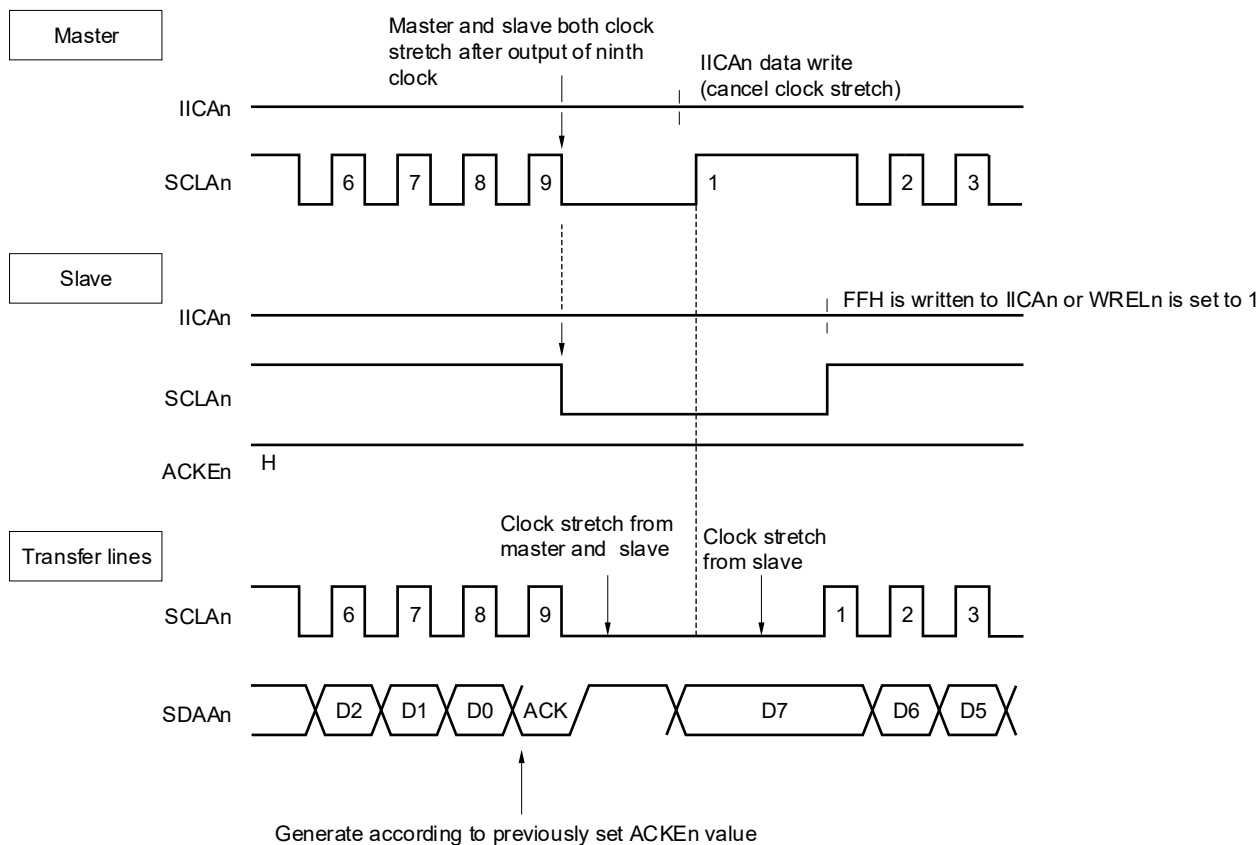 Master
Master and slave both clock
stretch after output of ninth
clock
IICAn data write
(cancel clock stretch)
IICAn
SCLAn
6 7 8 9 1 2 3
Slave
IICAn
FFH is written to IICAn or WRELn is set to 1
SCLAn
ACKEn
H
Transfer lines
Clock stretch from
master and slave
Clock stretch
from slave
SCLAn
6 7 8 9 1 2 3
SDAAn
D2 D1 D0 ACK D7 D6 D5
Generate according to previously set ACKEn value